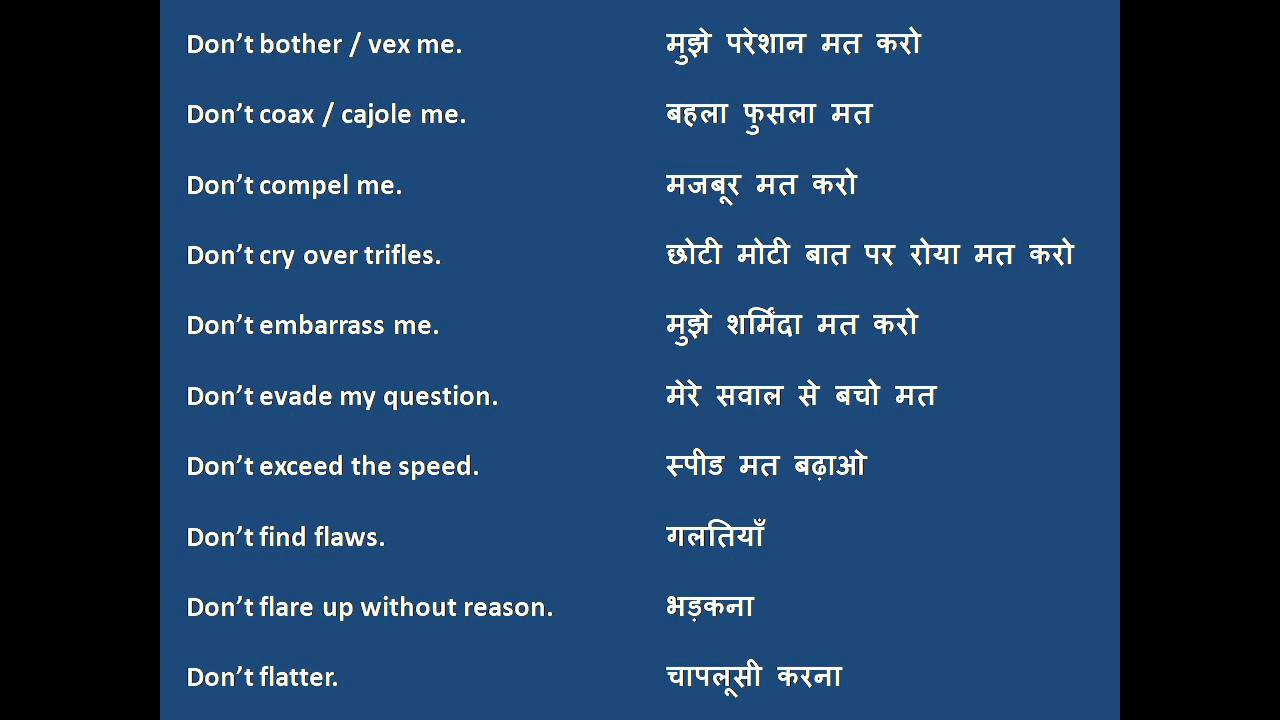 Don’t bother / vex me. मुझे परेशान मत करो
Don’t coax / cajole me. बहला फुसला मत
Don’t compel me. मजबूर मत करो
Don’t cry over trifles. छोटी मोटी बात पर रोया मत करो
Don’t embarrass me. मुझे शर्मिंदा मत करो
Don’t evade my question. मेरे सवाल से बचो मत
Don’t exceed the speed. स्पीड मत बढ़ाओ
Don’t find flaws. गलतियाँ
Don’t flare up without reason. भड़कना
Don’t flatter. चापलूसी करना